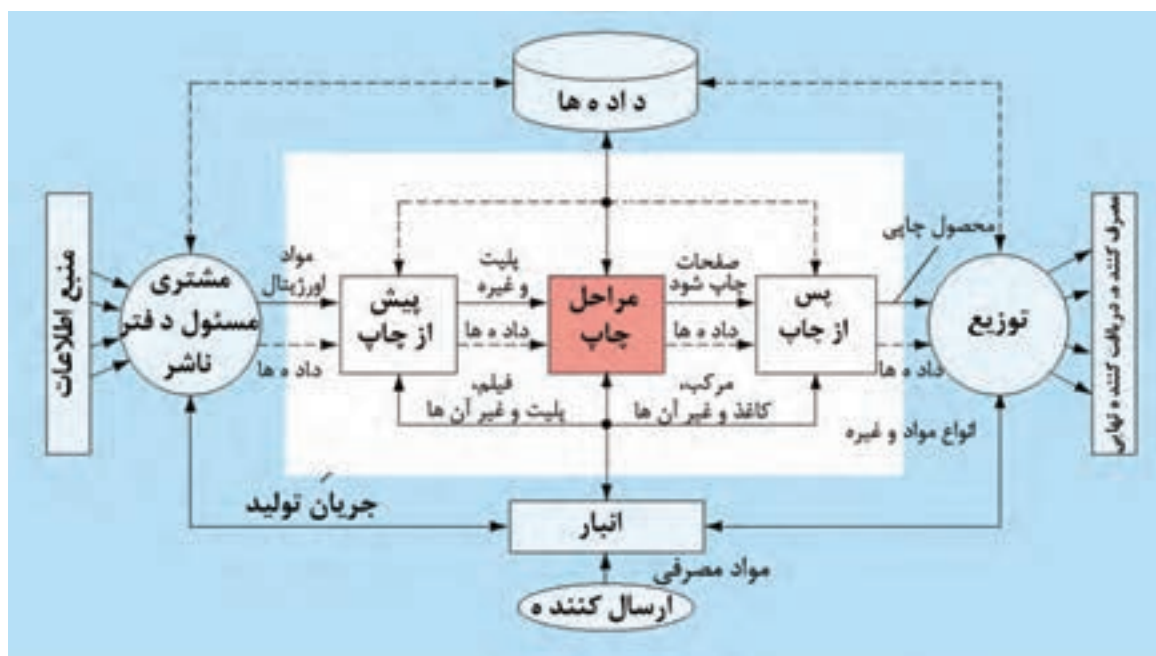 داده ها
منبع اطلاعات
مشتری
مسئول دفتر
ناشر
مواد
اورژینال
داده ها
پیش
از چاپ
پلیت
و غیره
داده ها
فیلم،
پلیت و غیر آن ها
مراحل
چاپ
صفحات
چاپ شود
داده ها
مرکب،
کاغذ و غیر آن ها
پس
از چاپ
محصول چاپی
داده ها
انواع مواد و غیره
توزیع
مصرف کننده، دریافت کننده نهایی
جریان تولید
انبار
مواد مصرفی
ارسال کننده